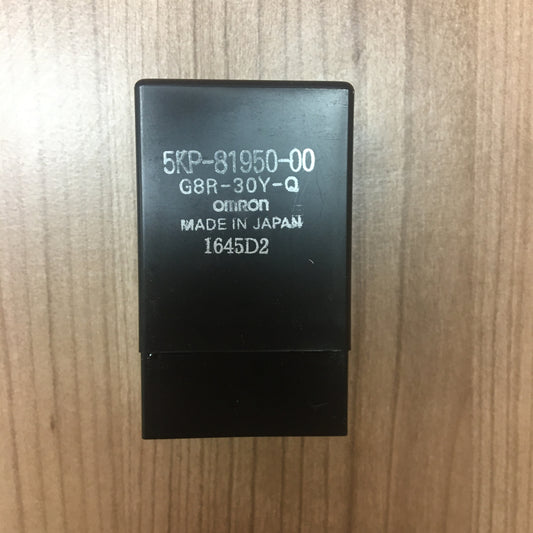 5KP-81950-00
G8R-30Y-Q
OMRON
MADE IN JAPAN
1645D2